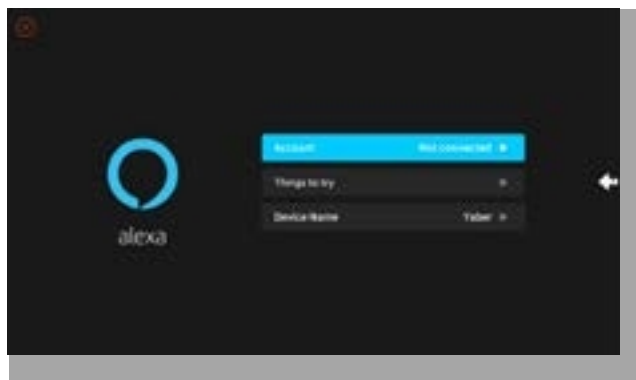 Account Not connected
Things to try
Device Name Yaber
alexa